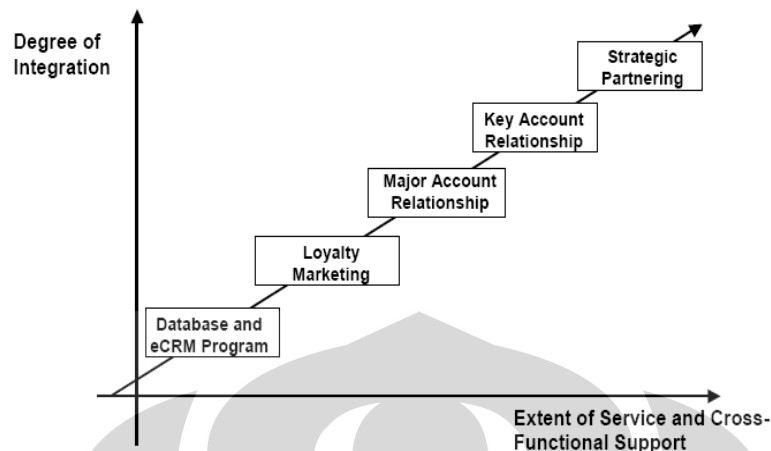 Degree of
Integration
Strategic
Partnering
Key Account
Relationship
Major Account
Relationship
Loyalty
Marketing
Database and
eCRM Program
Extent of Service and Cross-
Functional Support